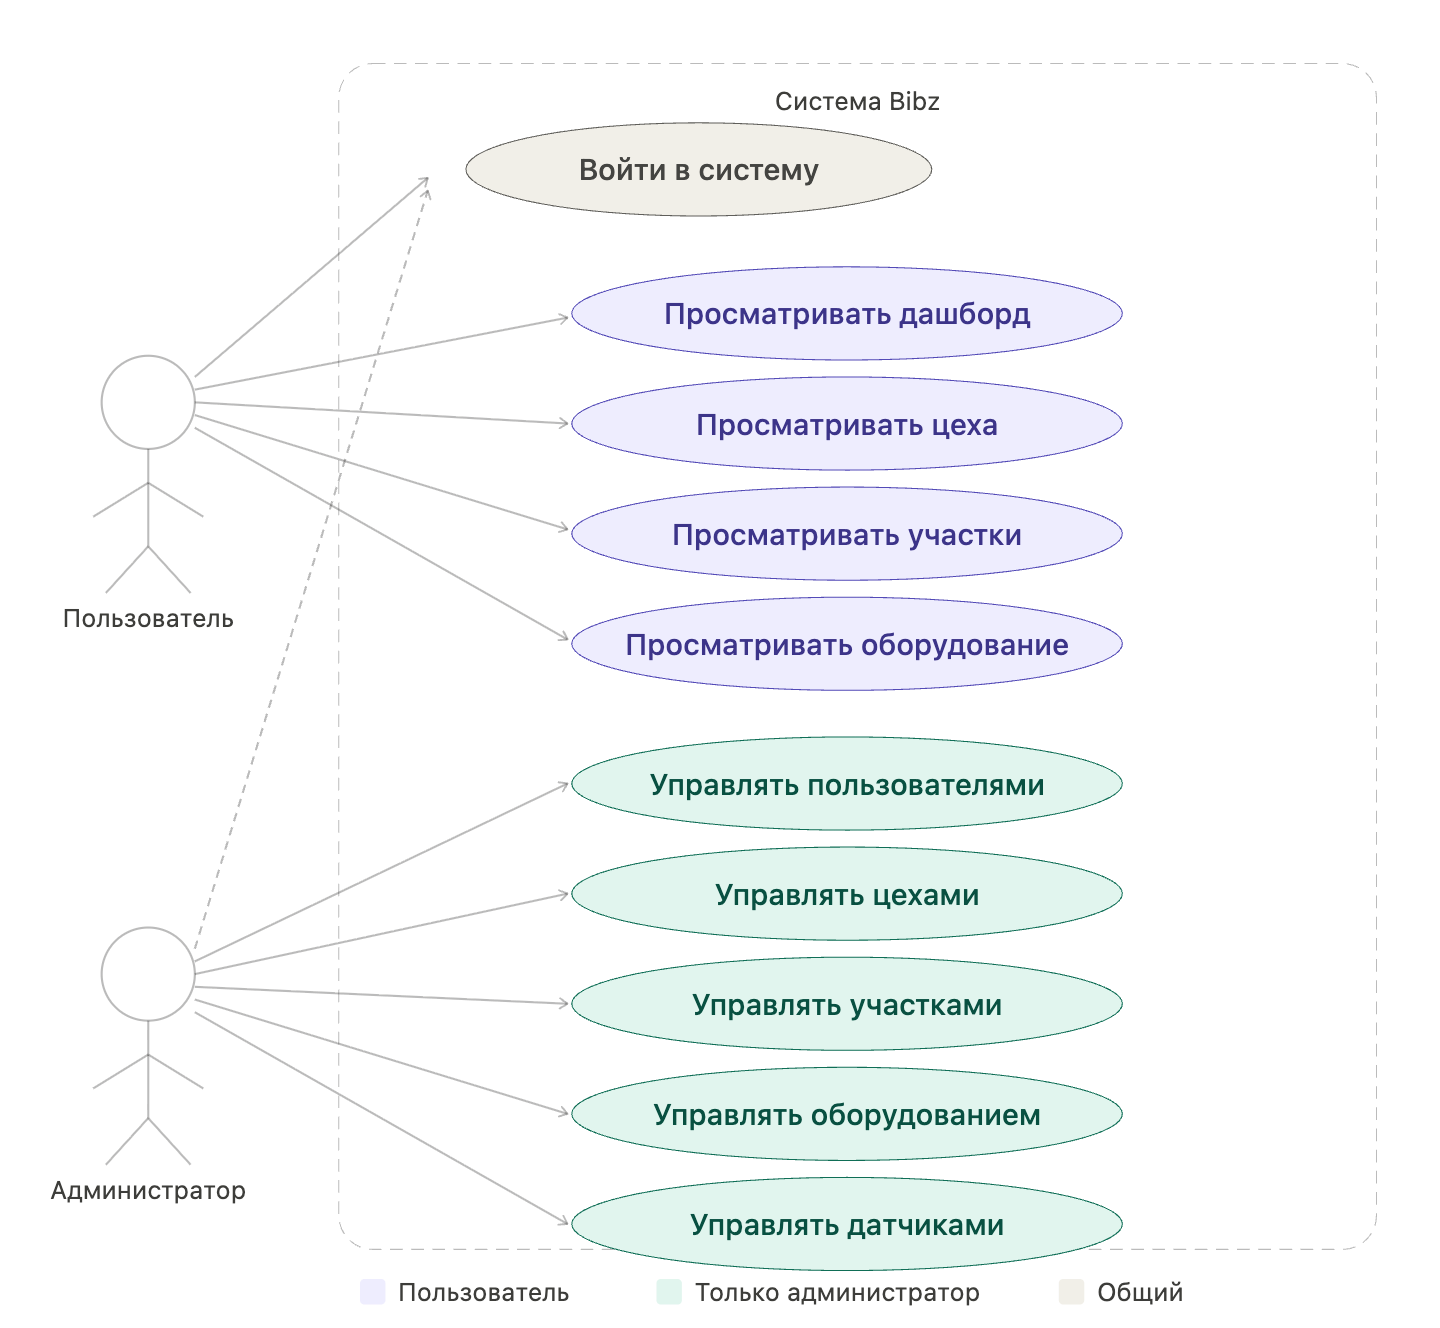 Система Bibz
Войти в систему
Просматривать дашборд
Просматривать цеха
Просматривать участки
Просматривать оборудование
Пользователь
Управлять пользователями
Управлять цехами
Управлять участками
Управлять оборудованием
Администратор
Управлять датчиками
Пользователь
Только администратор
Общий